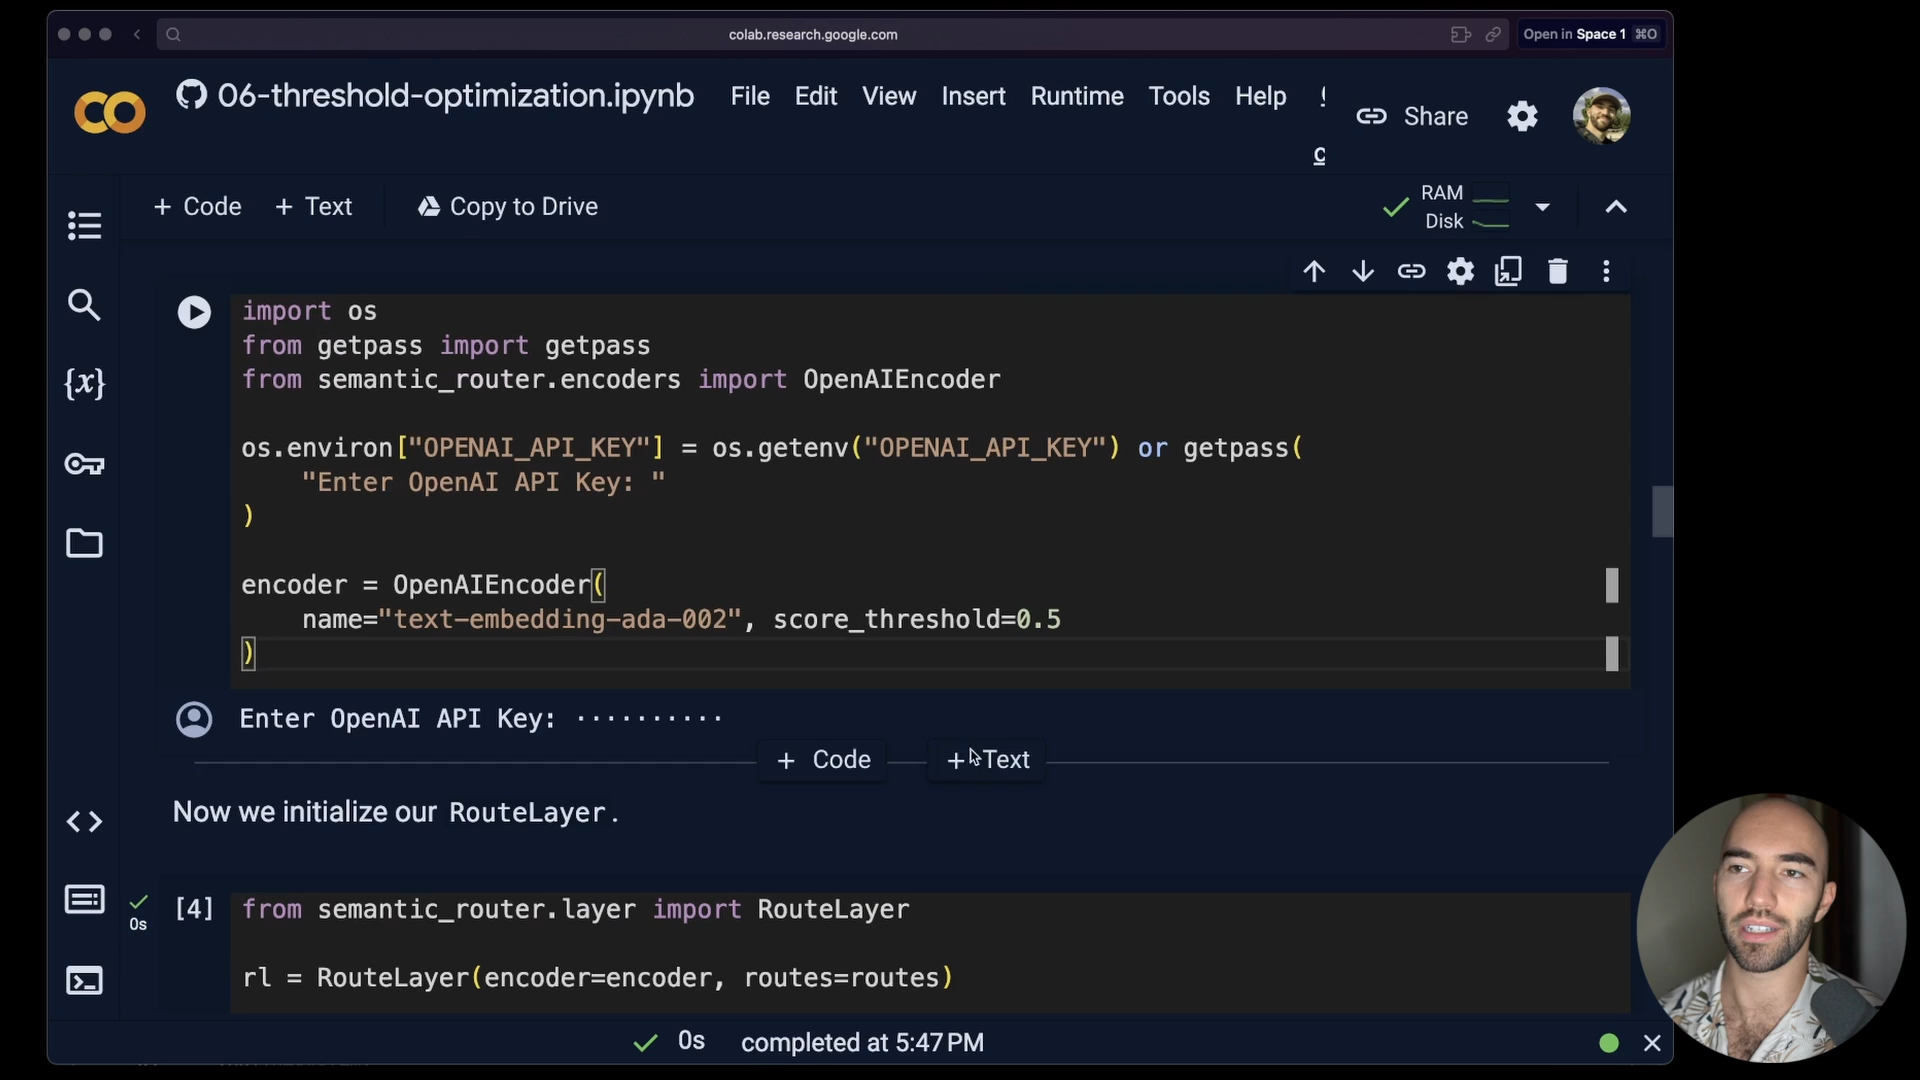 colab.research.google.com
Open in Space 1 ⌘O
06-threshold-optimization.ipynb
File Edit View Insert Runtime Tools Help
Share
+ Code + Text
Copy to Drive
RAM
Disk
import os
from getpass import getpass
from semantic_router.encoders import OpenAIEncoder
os.environ["OPENAI_API_KEY"] = os.getenv("OPENAI_API_KEY") or getpass(
"Enter OpenAI API Key: "
)
encoder = OpenAIEncoder(
name="text-embedding-ada-002", score_threshold=0.5
)
Enter OpenAI API Key: ··········
+ Code
+ Text
Now we initialize our RouteLayer.
0s
[4]
from semantic_router.layer import RouteLayer
rl = RouteLayer(encoder=encoder, routes=routes)
0s completed at 5:47 PM